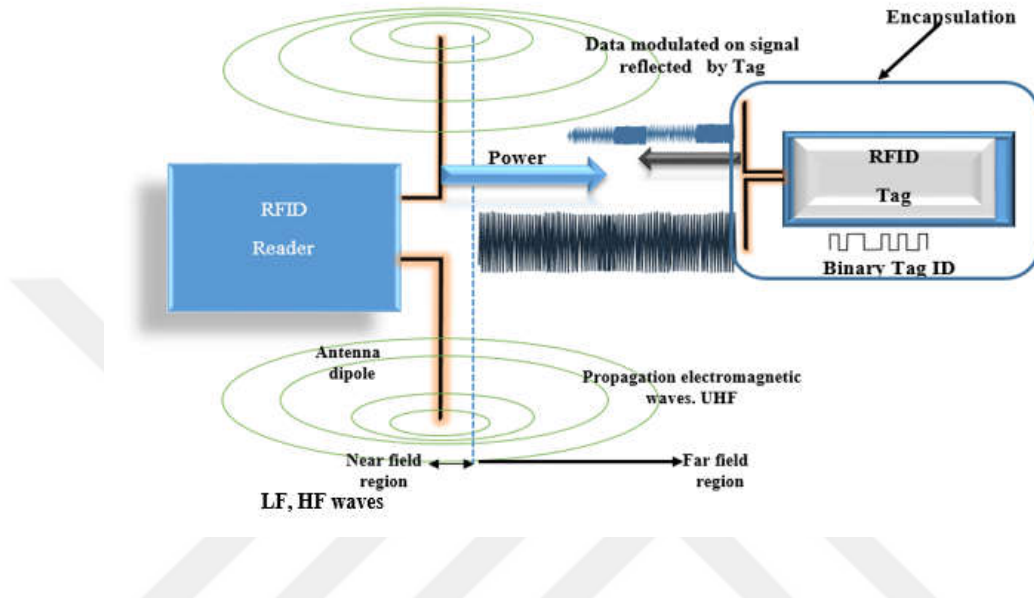 Encapsulation
Data modulated on signal
reflected by Tag
Power
RFID
Tag
RFID
Reader
Binary Tag ID
Antenna
dipole
Propagation electromagnetic
waves. UHF
Near field
region
Far field
region
LF, HF waves